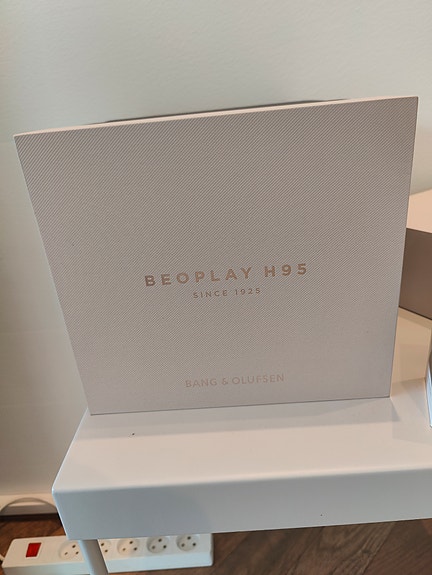 BEOPLAY H95
SINCE 1925
BANG & OLUFSEN